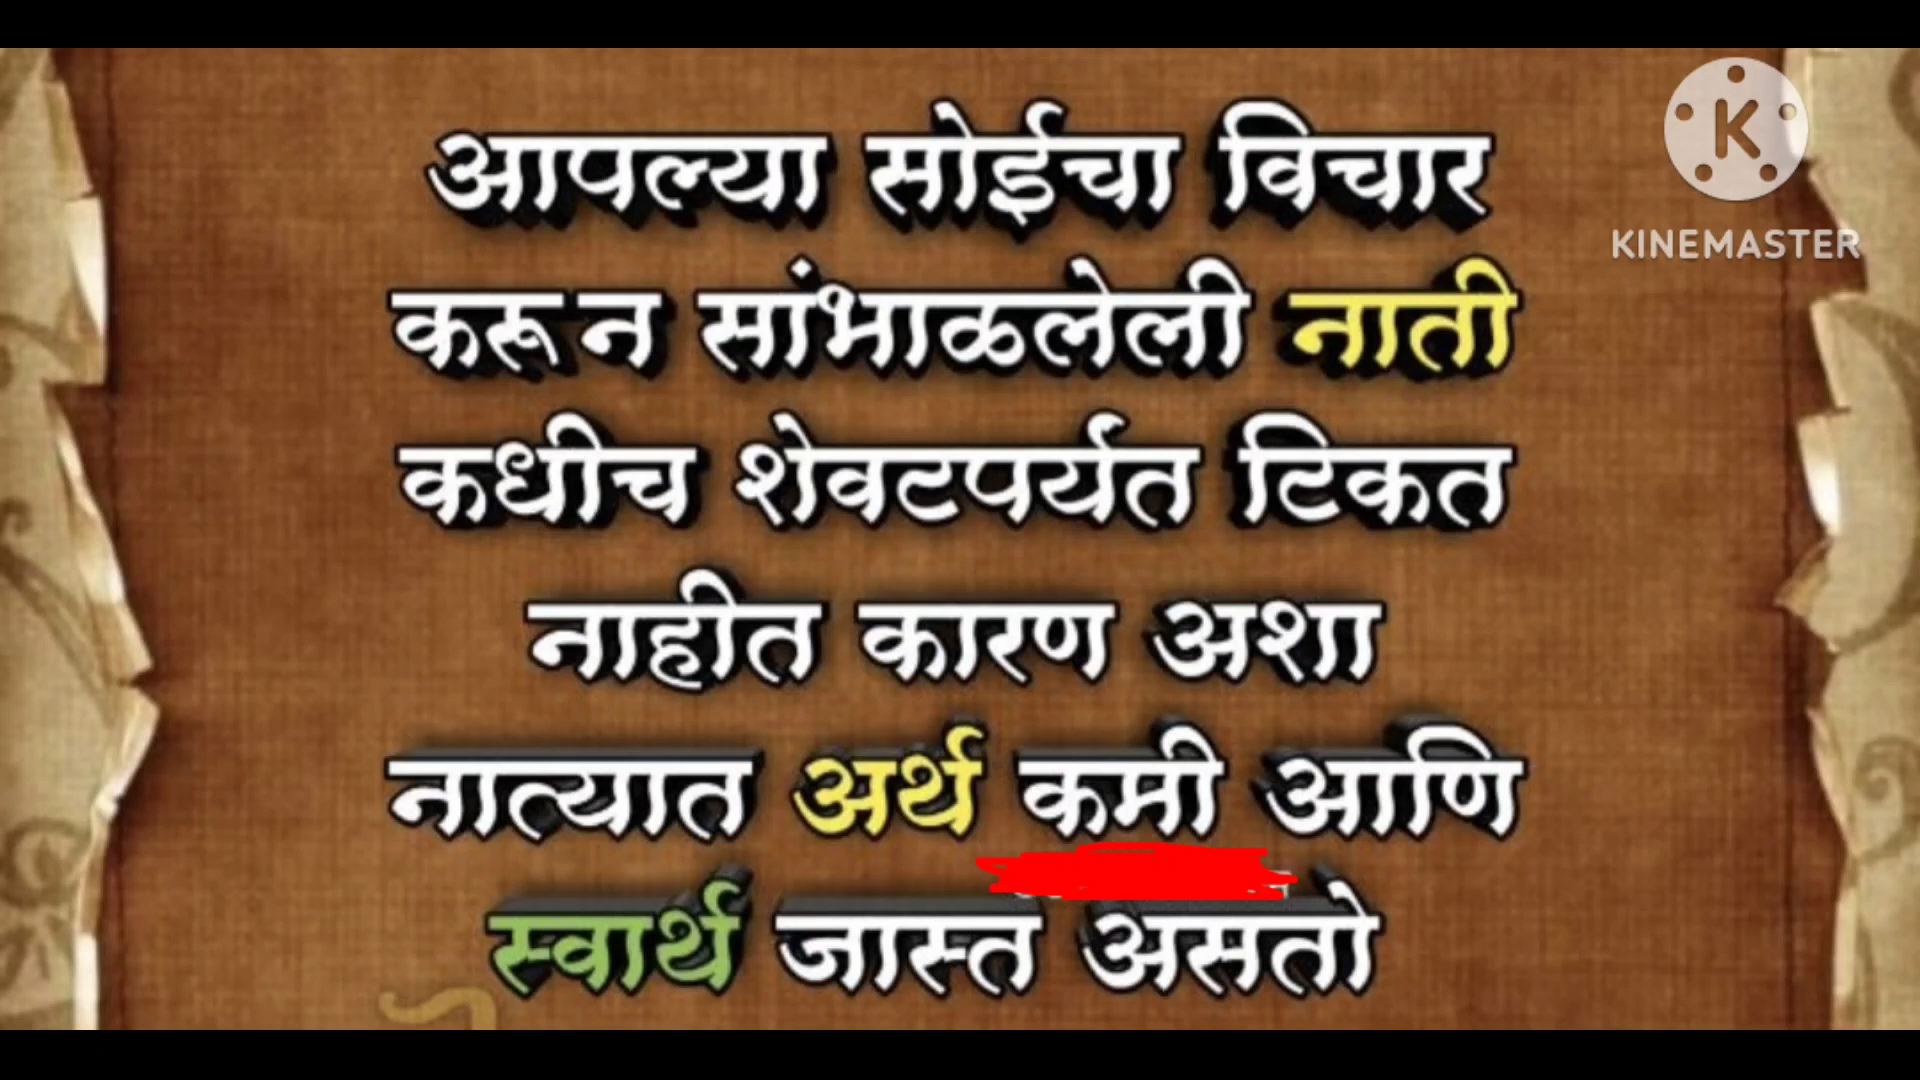 आपल्या सोईचा विचार
करून सांभाळलेली नाती
कधीच शेवटपर्यंत टिकत
नाहीत कारण अशा
नात्यात अर्थ कमी आणि
स्वार्थ जास्त असतो
K
KINEMASTER